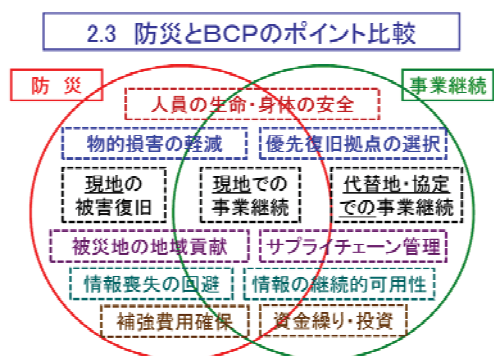 2.3 防災とBCPのポイント比較
防 災
事業継続
人員の生命・身体の安全
物的損害の軽減
優先復旧拠点の選択
現地の
被害復旧
現地での
事業継続
代替地・協定
での事業継続
被災地の地域貢献
サプライチェーン管理
情報喪失の回避
情報の継続的可用性
補強費用確保
資金繰り・投資